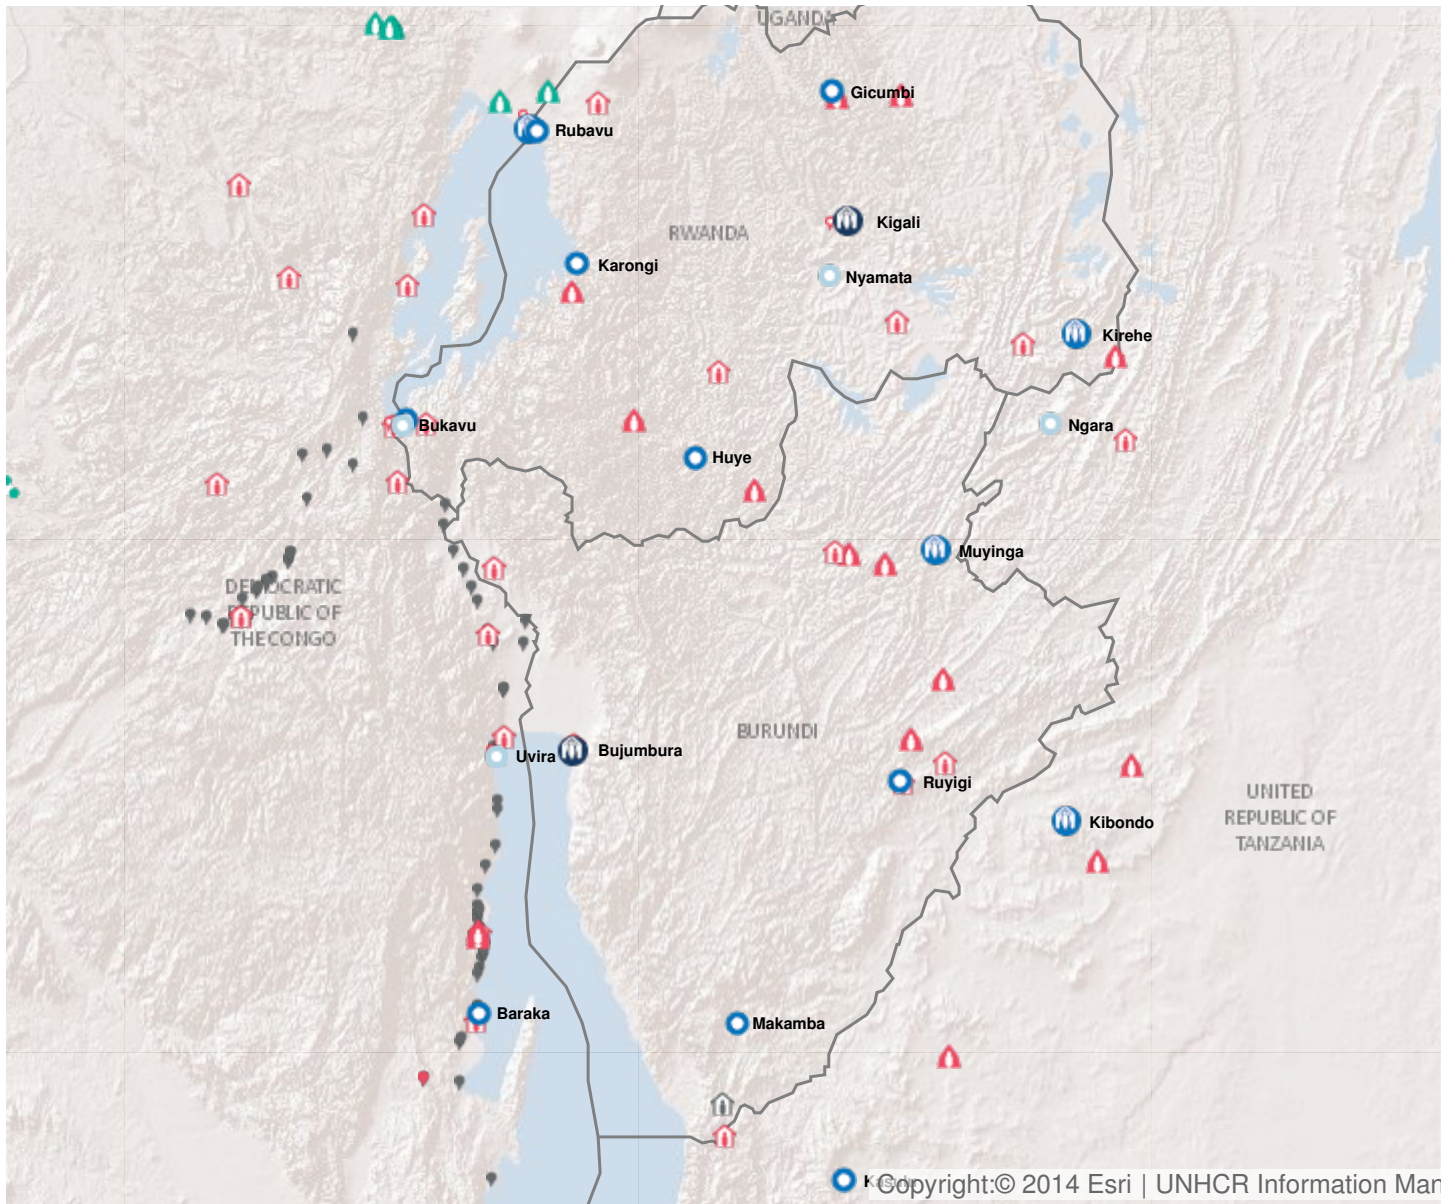 UGANDA
Gicumbi
Rubavu
Kigali
RWANDA
Karongi
Nyamata
Kirehe
Bukavu
Ngara
Huye
Muyinga
DEMOCRATIC
REPUBLIC OF
THE CONGO
BURUNDI
Bujumbura
Uvira
Ruyigi
UNITED
REPUBLIC OF
TANZANIA
Kibondo
Baraka
Makamba
Copyright:© 2014 Esri | UNHCR Information Man